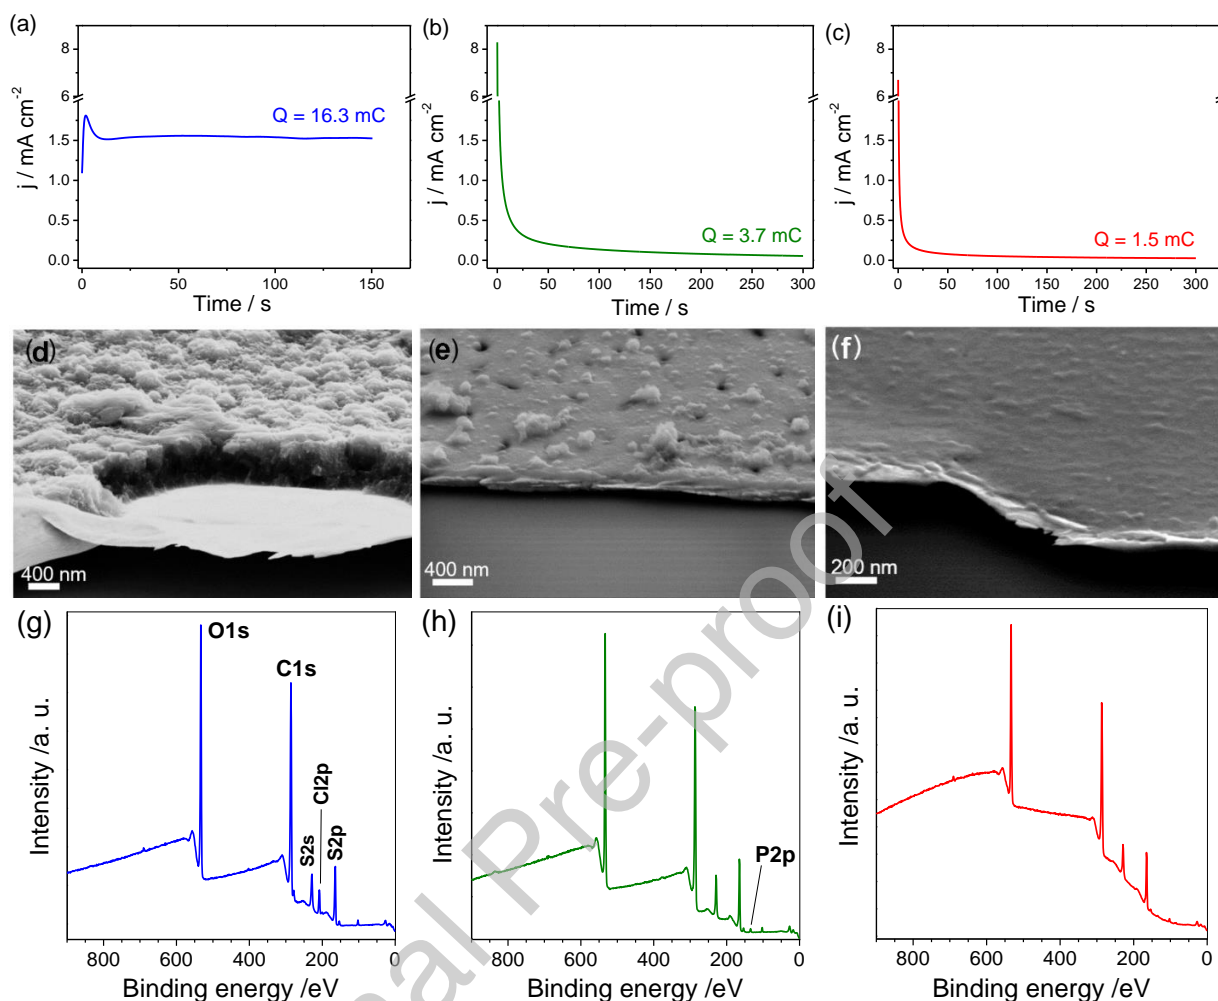 (a)
j / mA cm⁻²
8
6
1.5
1.0
0.5
0.0
Q = 16.3 mC
0 50 100 150
Time / s
(b)
j / mA cm⁻²
8
6
1.5
1.0
0.5
0.0
Q = 3.7 mC
0 50 100 150 200 250 300
Time / s
(c)
j / mA cm⁻²
8
6
1.5
1.0
0.5
0.0
Q = 1.5 mC
0 50 100 150 200 250 300
Time / s
(d)
400 nm
(e)
400 nm
(f)
200 nm
(g)
Intensity /a. u.
O1s
C1s
S2s
Cl2p
S2p
800 600 400 200 0
Binding energy /eV
(h)
Intensity /a. u.
P2p
800 600 400 200 0
Binding energy /eV
(i)
Intensity /a. u.
800 600 400 200 0
Binding energy /eV
nal Pre-proof